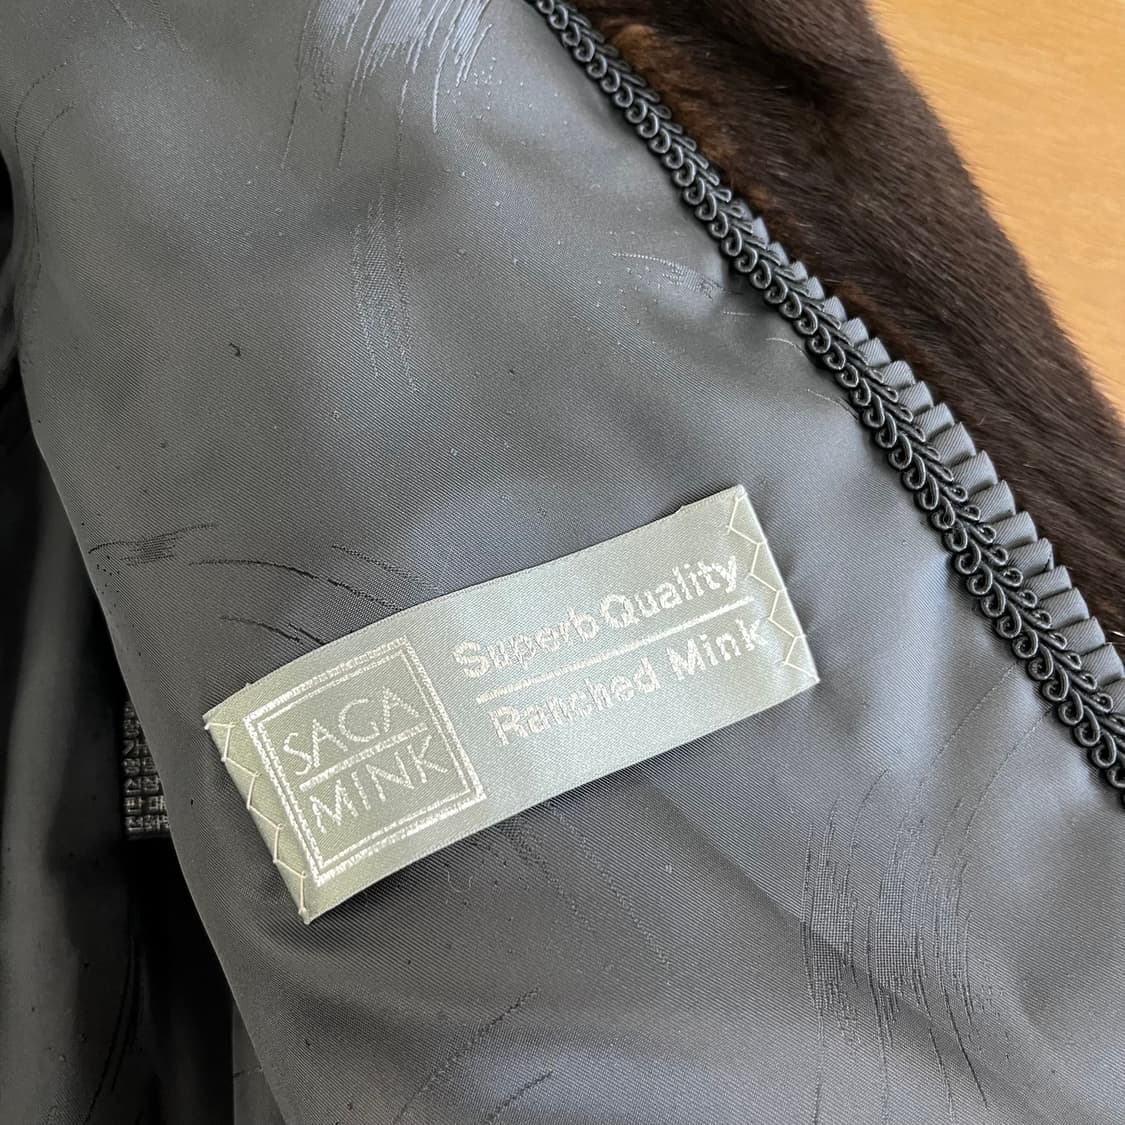 SAGA
MINK
Superb Quality
Ranched Mink